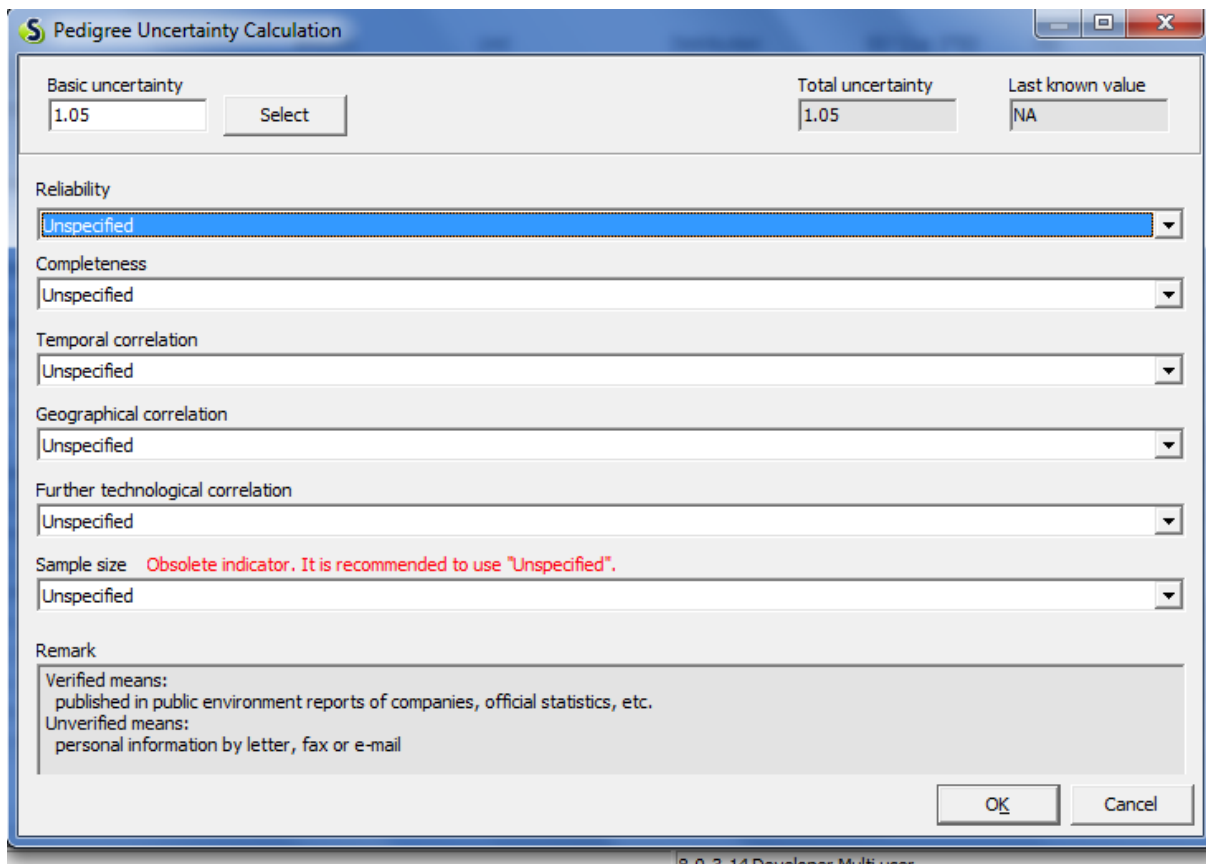 Pedigree Uncertainty Calculation
Basic uncertainty
Total uncertainty
Last known value
1.05
Select
1.05
NA
Reliability
Unspecified
Completeness
Unspecified
Temporal correlation
Unspecified
Geographical correlation
Unspecified
Further technological correlation
Unspecified
Sample size Obsolete indicator. It is recommended to use "Unspecified".
Unspecified
Remark
Verified means:
published in public environment reports of companies, official statistics, etc.
Unverified means:
personal information by letter, fax or e-mail
OK
Cancel
Developer Multi user